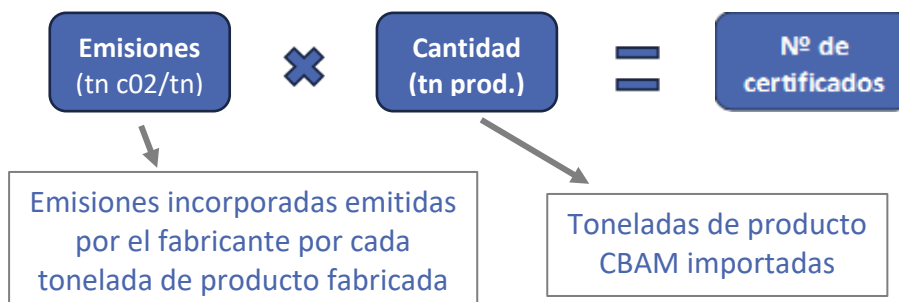 Emisiones
(tn c02/tn)
Cantidad
(tn prod.)
Nº de
certificados
Emisiones incorporadas emitidas
por el fabricante por cada
tonelada de producto fabricada
Toneladas de producto
CBAM importadas